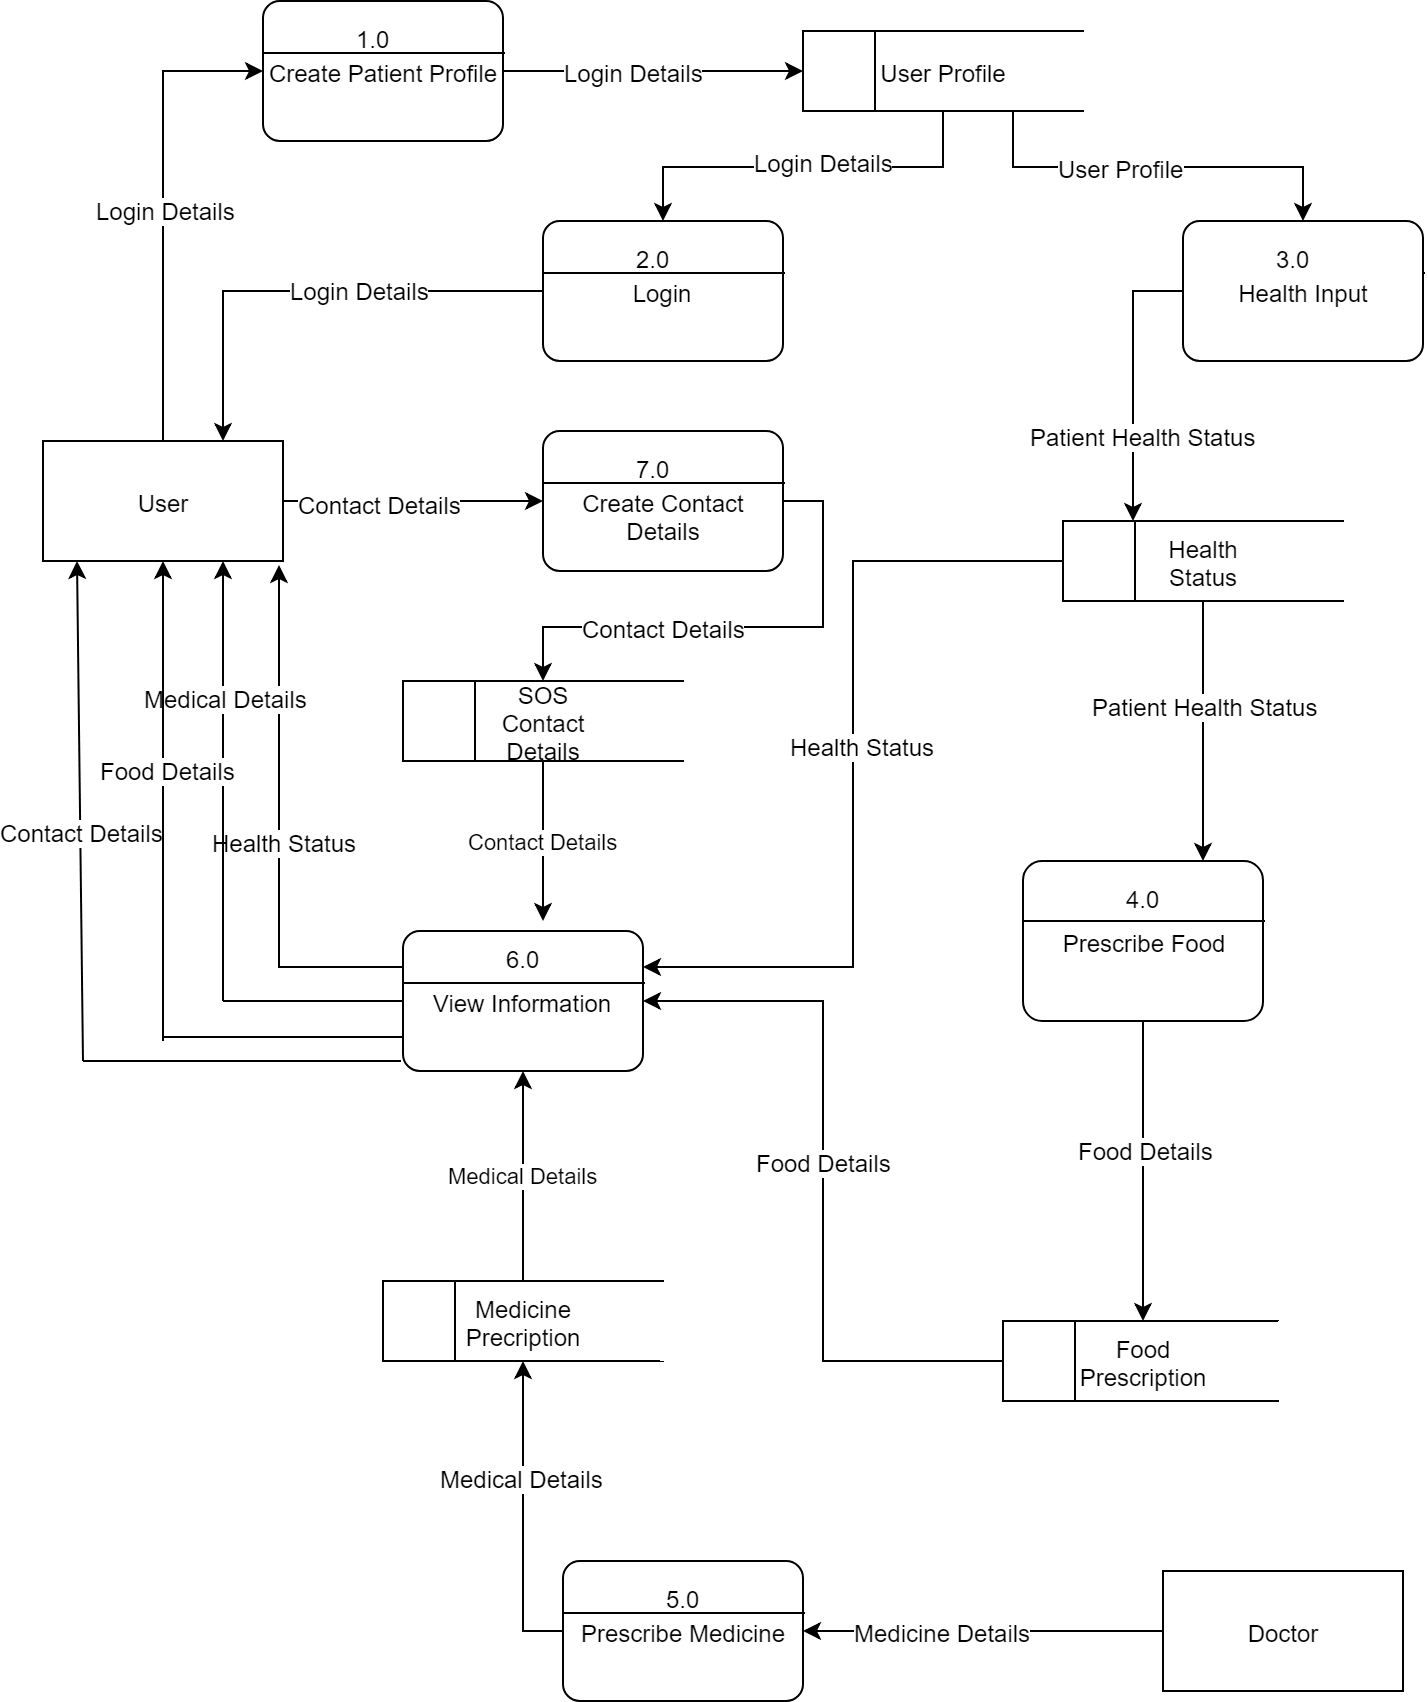 1.0
Create Patient Profile
Login Details
User Profile
Login Details
User Profile
Login Details
2.0
Login
3.0
Health Input
Login Details
Patient Health Status
User
Contact Details
7.0
Create Contact
Details
Health
Status
Contact Details
SOS
Contact
Details
Medical Details
Patient Health Status
Health Status
Food Details
Contact Details
Health Status
Contact Details
4.0
Prescribe Food
6.0
View Information
Food Details
Food Details
Medical Details
Medicine
Precription
Food
Prescription
Medical Details
5.0
Prescribe Medicine
Medicine Details
Doctor